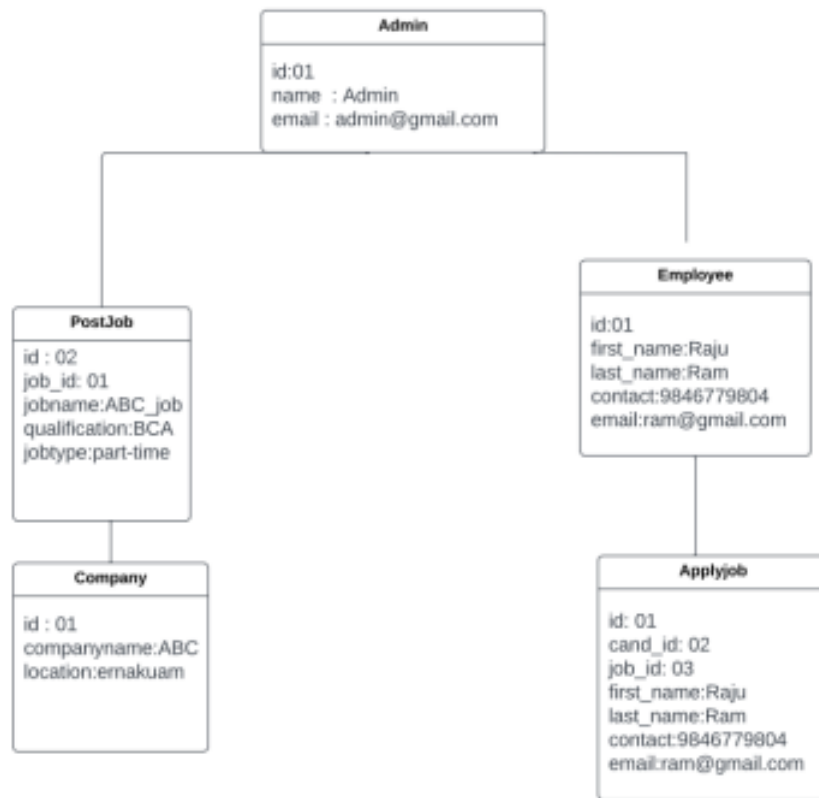 Admin
id:01
name : Admin
email : admin@gmail.com
PostJob
id : 02
job_id: 01
jobname:ABC_job
qualification:BCA
jobtype:part-time
Employee
id:01
first_name:Raju
last_name:Ram
contact:9846779804
email:ram@gmail.com
Company
id : 01
companyname:ABC
location:ernakuam
Applyjob
id: 01
cand_id: 02
job_id: 03
first_name:Raju
last_name:Ram
contact:9846779804
email:ram@gmail.com